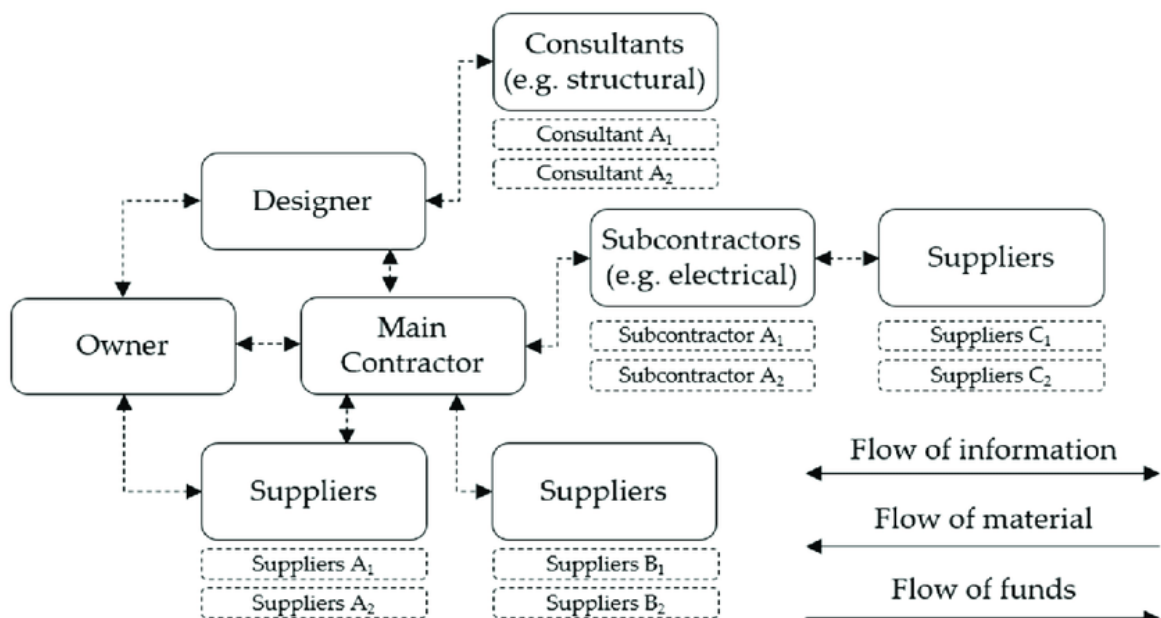 Consultants
(e.g. structural)
Consultant A₁
Consultant A₂
Designer
Subcontractors
(e.g. electrical)
Subcontractor A₁
Subcontractor A₂
Suppliers
Suppliers C₁
Suppliers C₂
Owner
Main
Contractor
Suppliers
Suppliers A₁
Suppliers A₂
Suppliers
Suppliers B₁
Suppliers B₂
Flow of information
Flow of material
Flow of funds